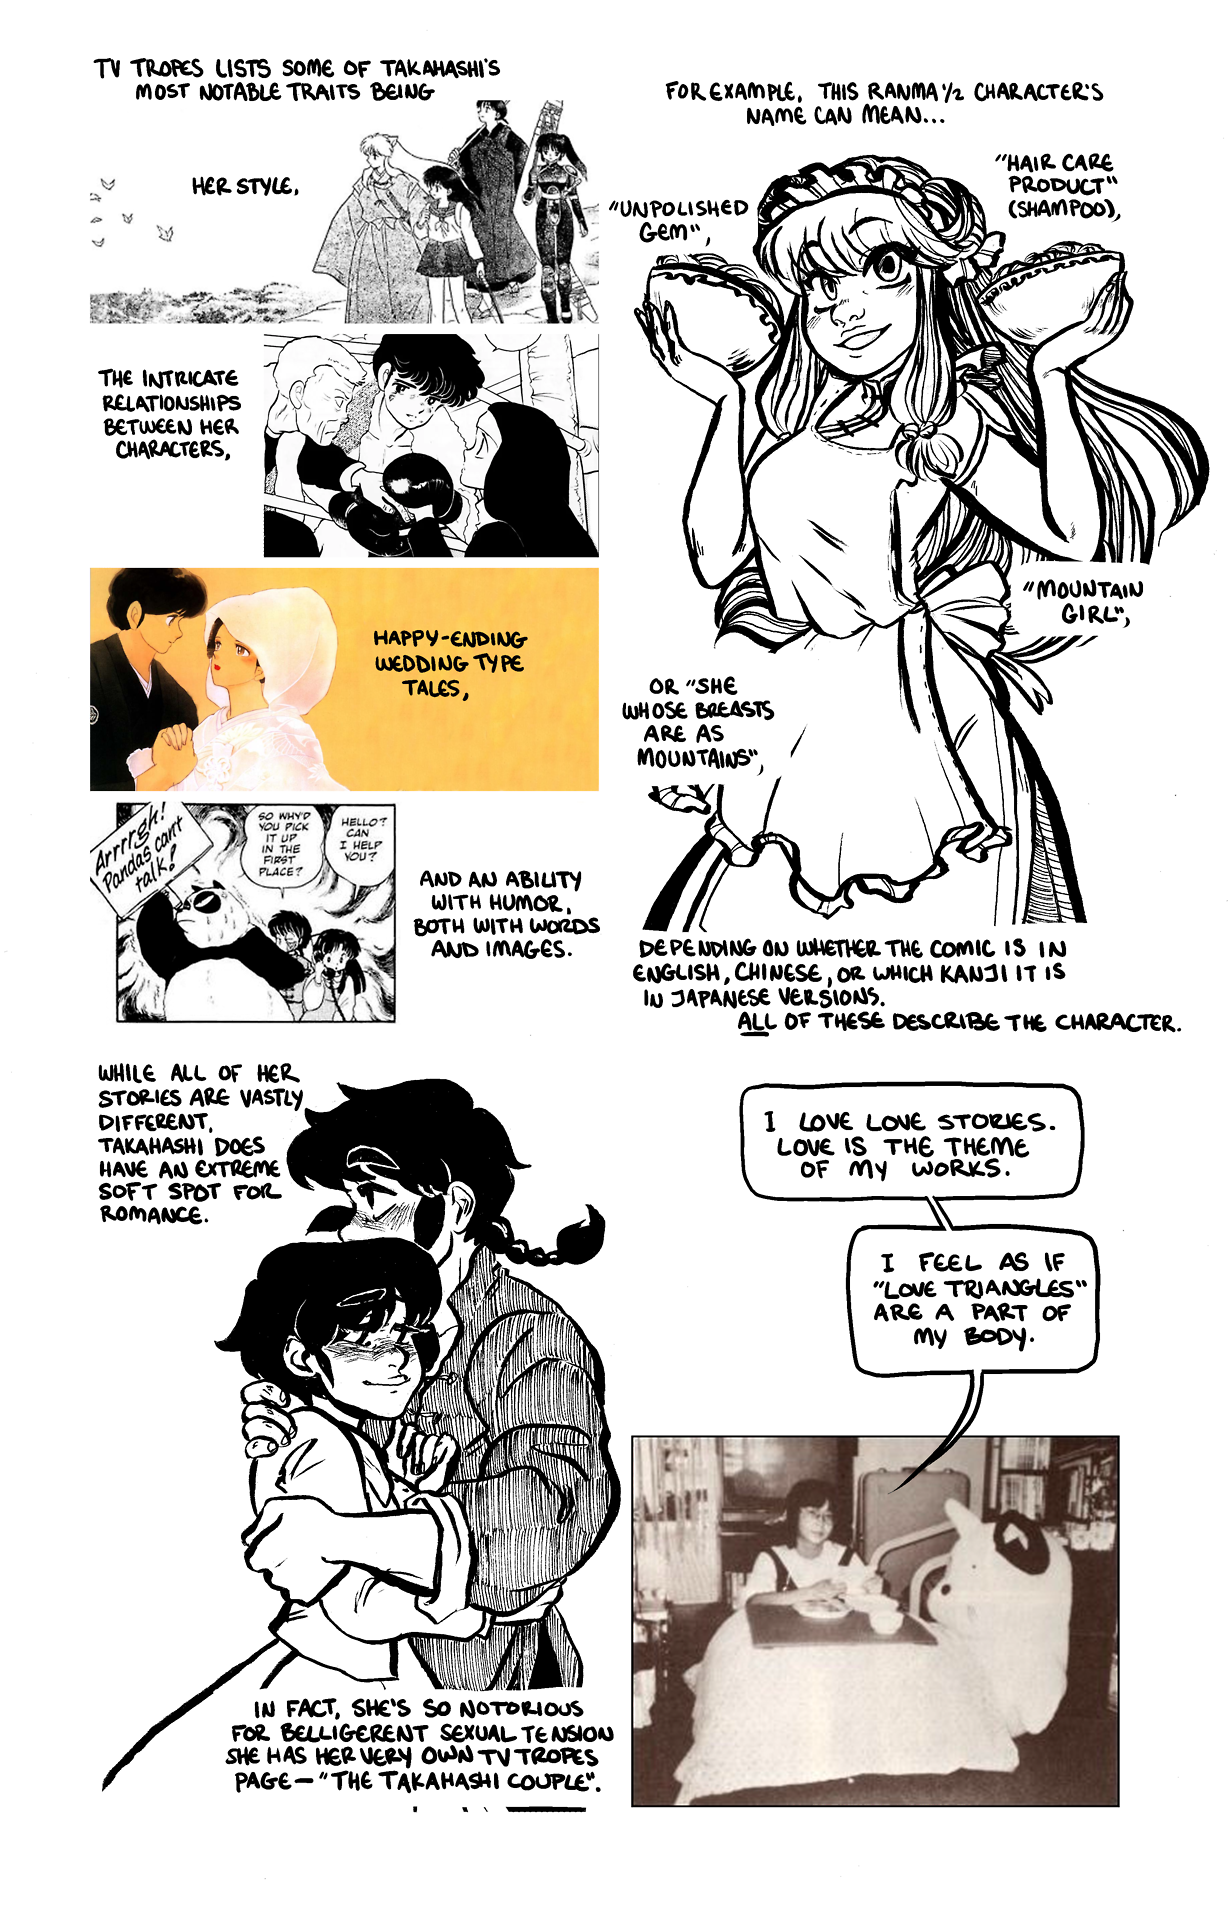 TV TROPES LISTS SOME OF TAKAHASHI'S
MOST NOTABLE TRAITS BEING
HER STYLE,
THE INTRICATE
RELATIONSHIPS
BETWEEN HER
CHARACTERS,
HAPPY-ENDING
WEDDING TYPE
TALES,
Arrrrgh!
Pandas can't
talk!
SO WHY'D
YOU PICK
IT UP
IN THE
FIRST
PLACE?
HELLO?
CAN
I HELP
YOU?
AND AN ABILITY
WITH HUMOR,
BOTH WITH WORDS
AND IMAGES.
FOR EXAMPLE, THIS RANMA 1/2 CHARACTER'S
NAME CAN MEAN...
"UNPOLISHED
GEM",
"HAIR CARE
PRODUCT"
(SHAMPOO),
"MOUNTAIN
GIRL",
OR "SHE
WHOSE BREASTS
ARE AS
MOUNTAINS",
DEPENDING ON WHETHER THE COMIC IS IN
ENGLISH, CHINESE, OR WHICH KANJI IT IS
IN JAPANESE VERSIONS.
ALL OF THESE DESCRIBE THE CHARACTER.
WHILE ALL OF HER
STORIES ARE VASTLY
DIFFERENT,
TAKAHASHI DOES
HAVE AN EXTREME
SOFT SPOT FOR
ROMANCE.
IN FACT, SHE'S SO NOTORIOUS
FOR BELLIGERENT SEXUAL TENSION
SHE HAS HER VERY OWN TV TROPES
PAGE—"THE TAKAHASHI COUPLE".
I LOVE LOVE STORIES.
LOVE IS THE THEME
OF MY WORKS.
I FEEL AS IF
"LOVE TRIANGLES"
ARE A PART OF
MY BODY.